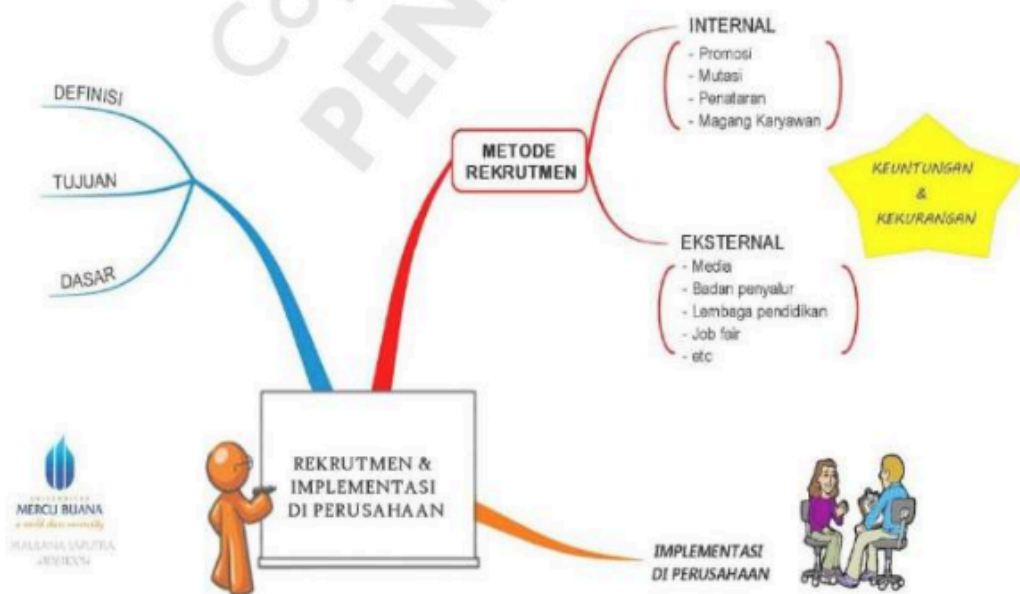 DEFINISI
TUJUAN
DASAR
METODE
REKRUTMEN
INTERNAL
- Promosi
- Mutasi
- Penataran
- Magang Karyawan
EKSTERNAL
- Media
- Badan penyalur
- Lembaga pendidikan
- Job fair
- etc
KEUNTUNGAN
&
KEKURANGAN
REKRUTMEN &
IMPLEMENTASI
DI PERUSAHAAN
IMPLEMENTASI
DI PERUSAHAAN
UNIVERSITAS
MERCU BUANA